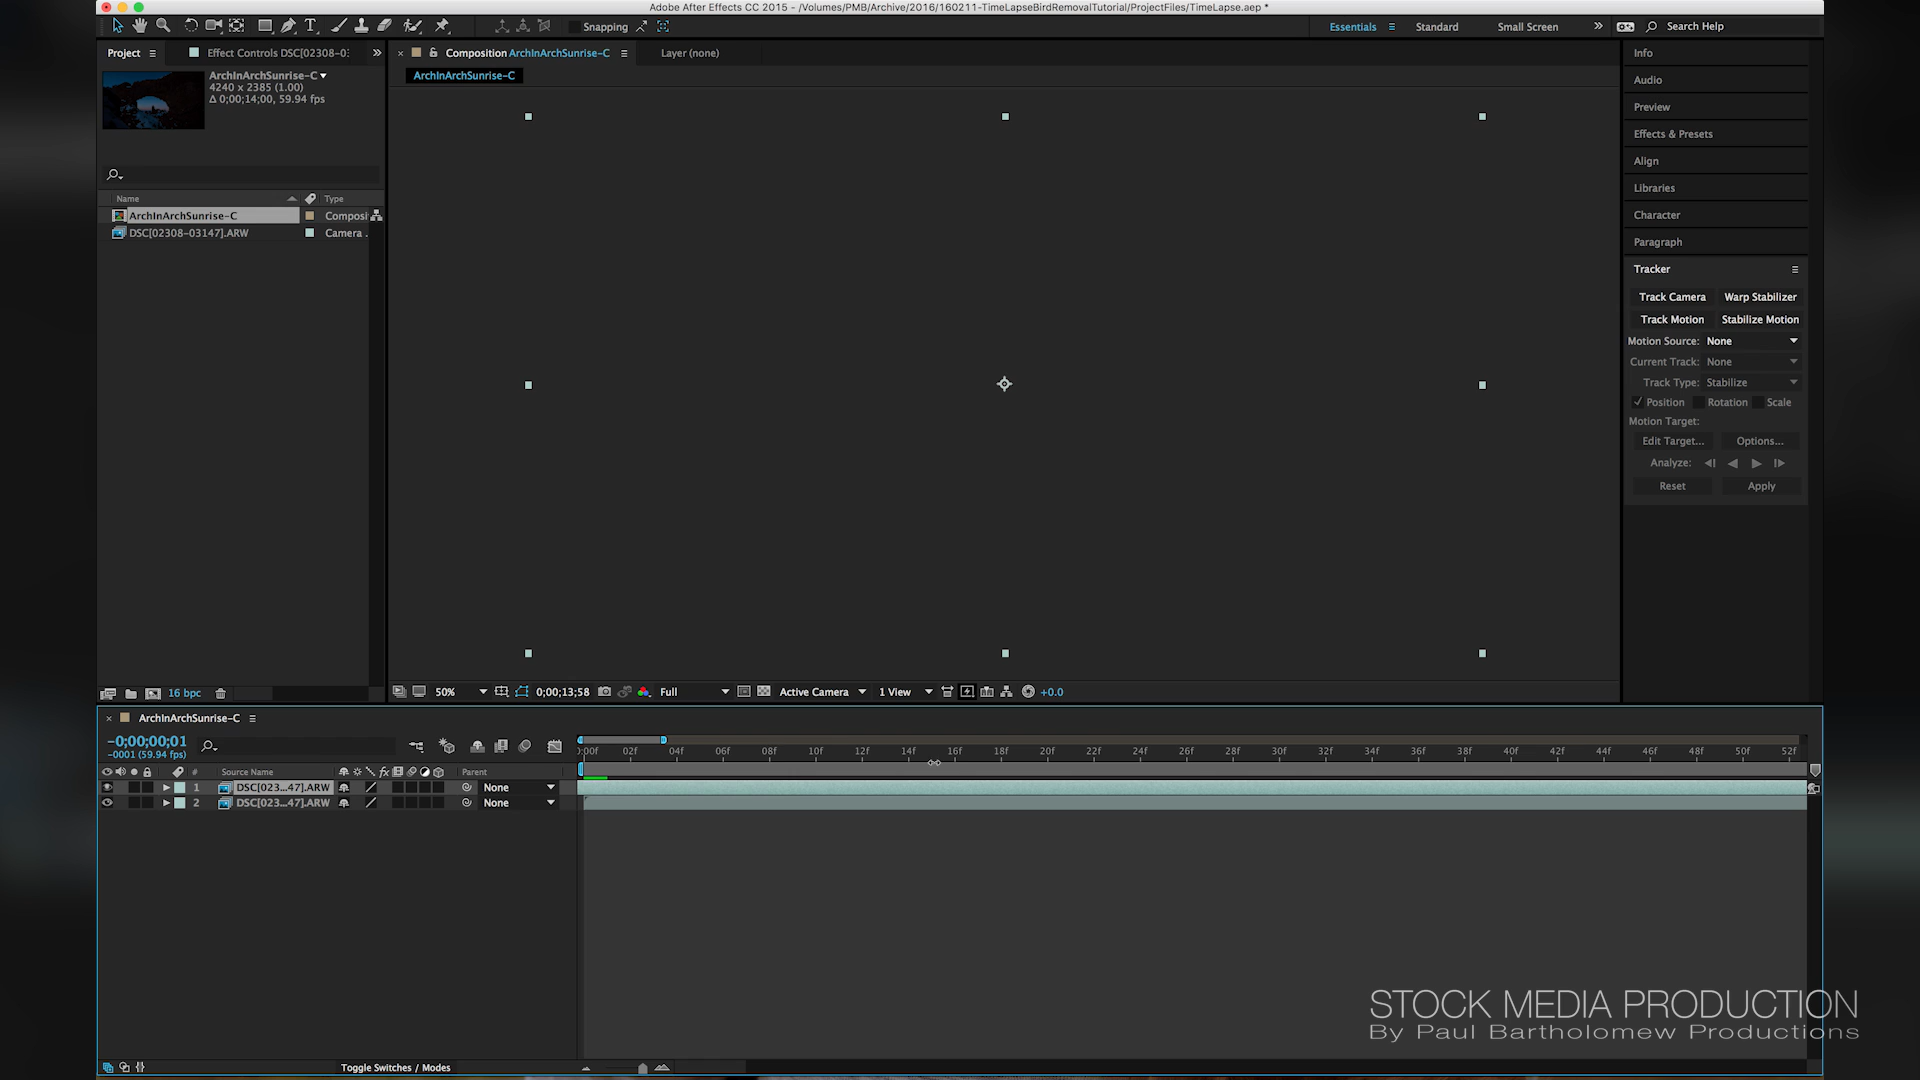 Adobe After Effects CC 2015 - /Volumes/PMB/Archive/2016/160211-TimeLapseBirdRemovalTutorial/ProjectFiles/TimeLapse.aep *
Snapping
Essentials
Standard
Small Screen
Search Help
Project
Effect Controls DSC[02308-03
Composition ArchInArchSunrise-C
Layer (none)
ArchInArchSunrise-C
ArchInArchSunrise-C
4240 x 2385 (1.00)
Δ 0;00;14;00, 59.94 fps
Name
Type
ArchInArchSunrise-C
Composi
DSC[02308-03147].ARW
Camera .
Info
Audio
Preview
Effects & Presets
Align
Libraries
Character
Paragraph
Tracker
Track Camera
Warp Stabilizer
Track Motion
Stabilize Motion
Motion Source: None
Current Track: None
Track Type: Stabilize
Position
Rotation
Scale
Motion Target:
Edit Target...
Options...
Analyze:
Reset
Apply
16 bpc
50%
0;00;13;58
Full
Active Camera
1 View
+0.0
ArchInArchSunrise-C
-0;00;00;01
-0001 (59.94 fps)
):00f 02f 04f 06f 08f 10f 12f 14f 16f 18f 20f 22f 24f 26f 28f 30f 32f 34f 36f 38f 40f 42f 44f 46f 48f 50f 52f
# Source Name
fx
Parent
1 DSC[023...47].ARW
None
2 DSC[023...47].ARW
None
Toggle Switches / Modes
STOCK MEDIA PRODUCTION
By Paul Bartholomew Productions